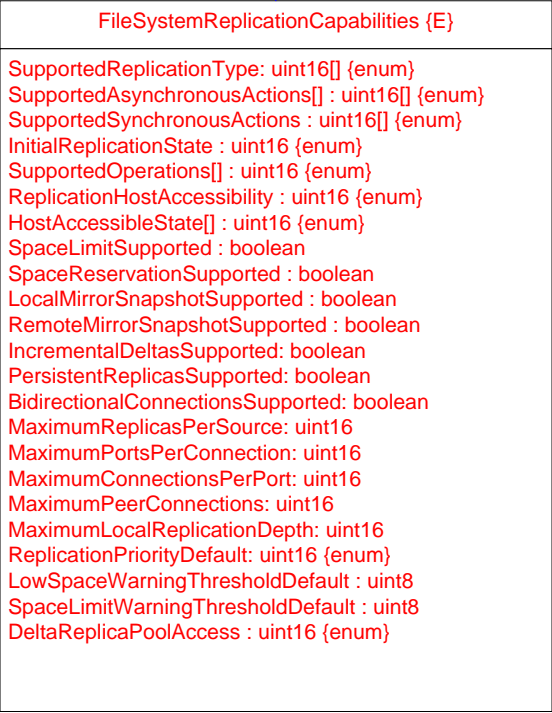 FileSystemReplicationCapabilities {E}
SupportedReplicationType: uint16[] {enum}
SupportedAsynchronousActions[] : uint16[] {enum}
SupportedSynchronousActions : uint16[] {enum}
InitialReplicationState : uint16 {enum}
SupportedOperations[] : uint16 {enum}
ReplicationHostAccessibility : uint16 {enum}
HostAccessibleState[] : uint16 {enum}
SpaceLimitSupported : boolean
SpaceReservationSupported : boolean
LocalMirrorSnapshotSupported : boolean
RemoteMirrorSnapshotSupported : boolean
IncrementalDeltasSupported: boolean
PersistentReplicasSupported: boolean
BidirectionalConnectionsSupported: boolean
MaximumReplicasPerSource: uint16
MaximumPortsPerConnection: uint16
MaximumConnectionsPerPort: uint16
MaximumPeerConnections: uint16
MaximumLocalReplicationDepth: uint16
ReplicationPriorityDefault: uint16 {enum}
LowSpaceWarningThresholdDefault : uint8
SpaceLimitWarningThresholdDefault : uint8
DeltaReplicaPoolAccess : uint16 {enum}